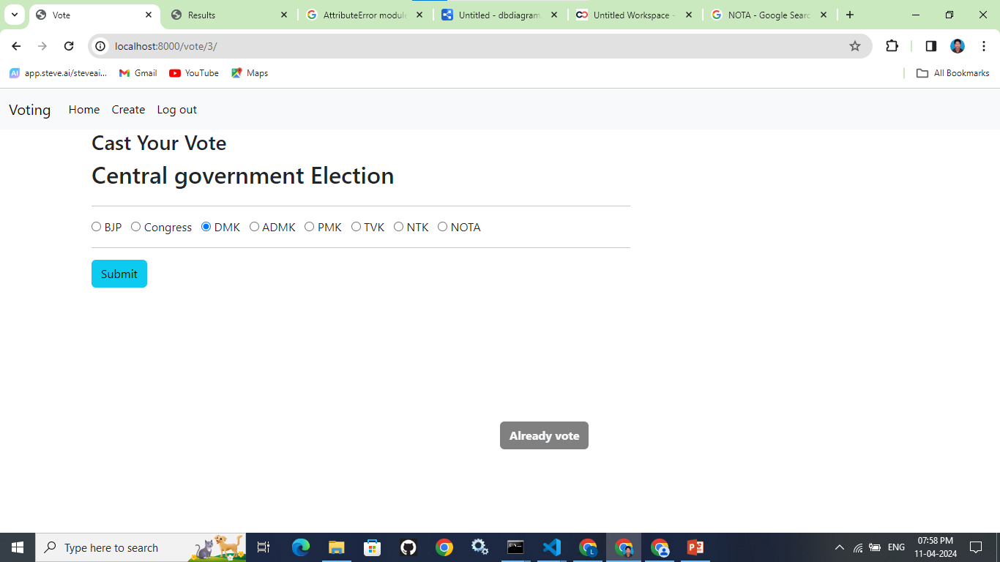 Vote
Results
AttributeError module
Untitled - dbdiagram
Untitled Workspace -
NOTA - Google Searc
localhost:8000/vote/3/
app.steve.ai/steveai...
Gmail
YouTube
Maps
All Bookmarks
Voting Home Create Log out
Cast Your Vote
Central government Election
BJP Congress DMK ADMK PMK TVK NTK NOTA
Submit
Already vote
Type here to search
ENG
07:58 PM
11-04-2024